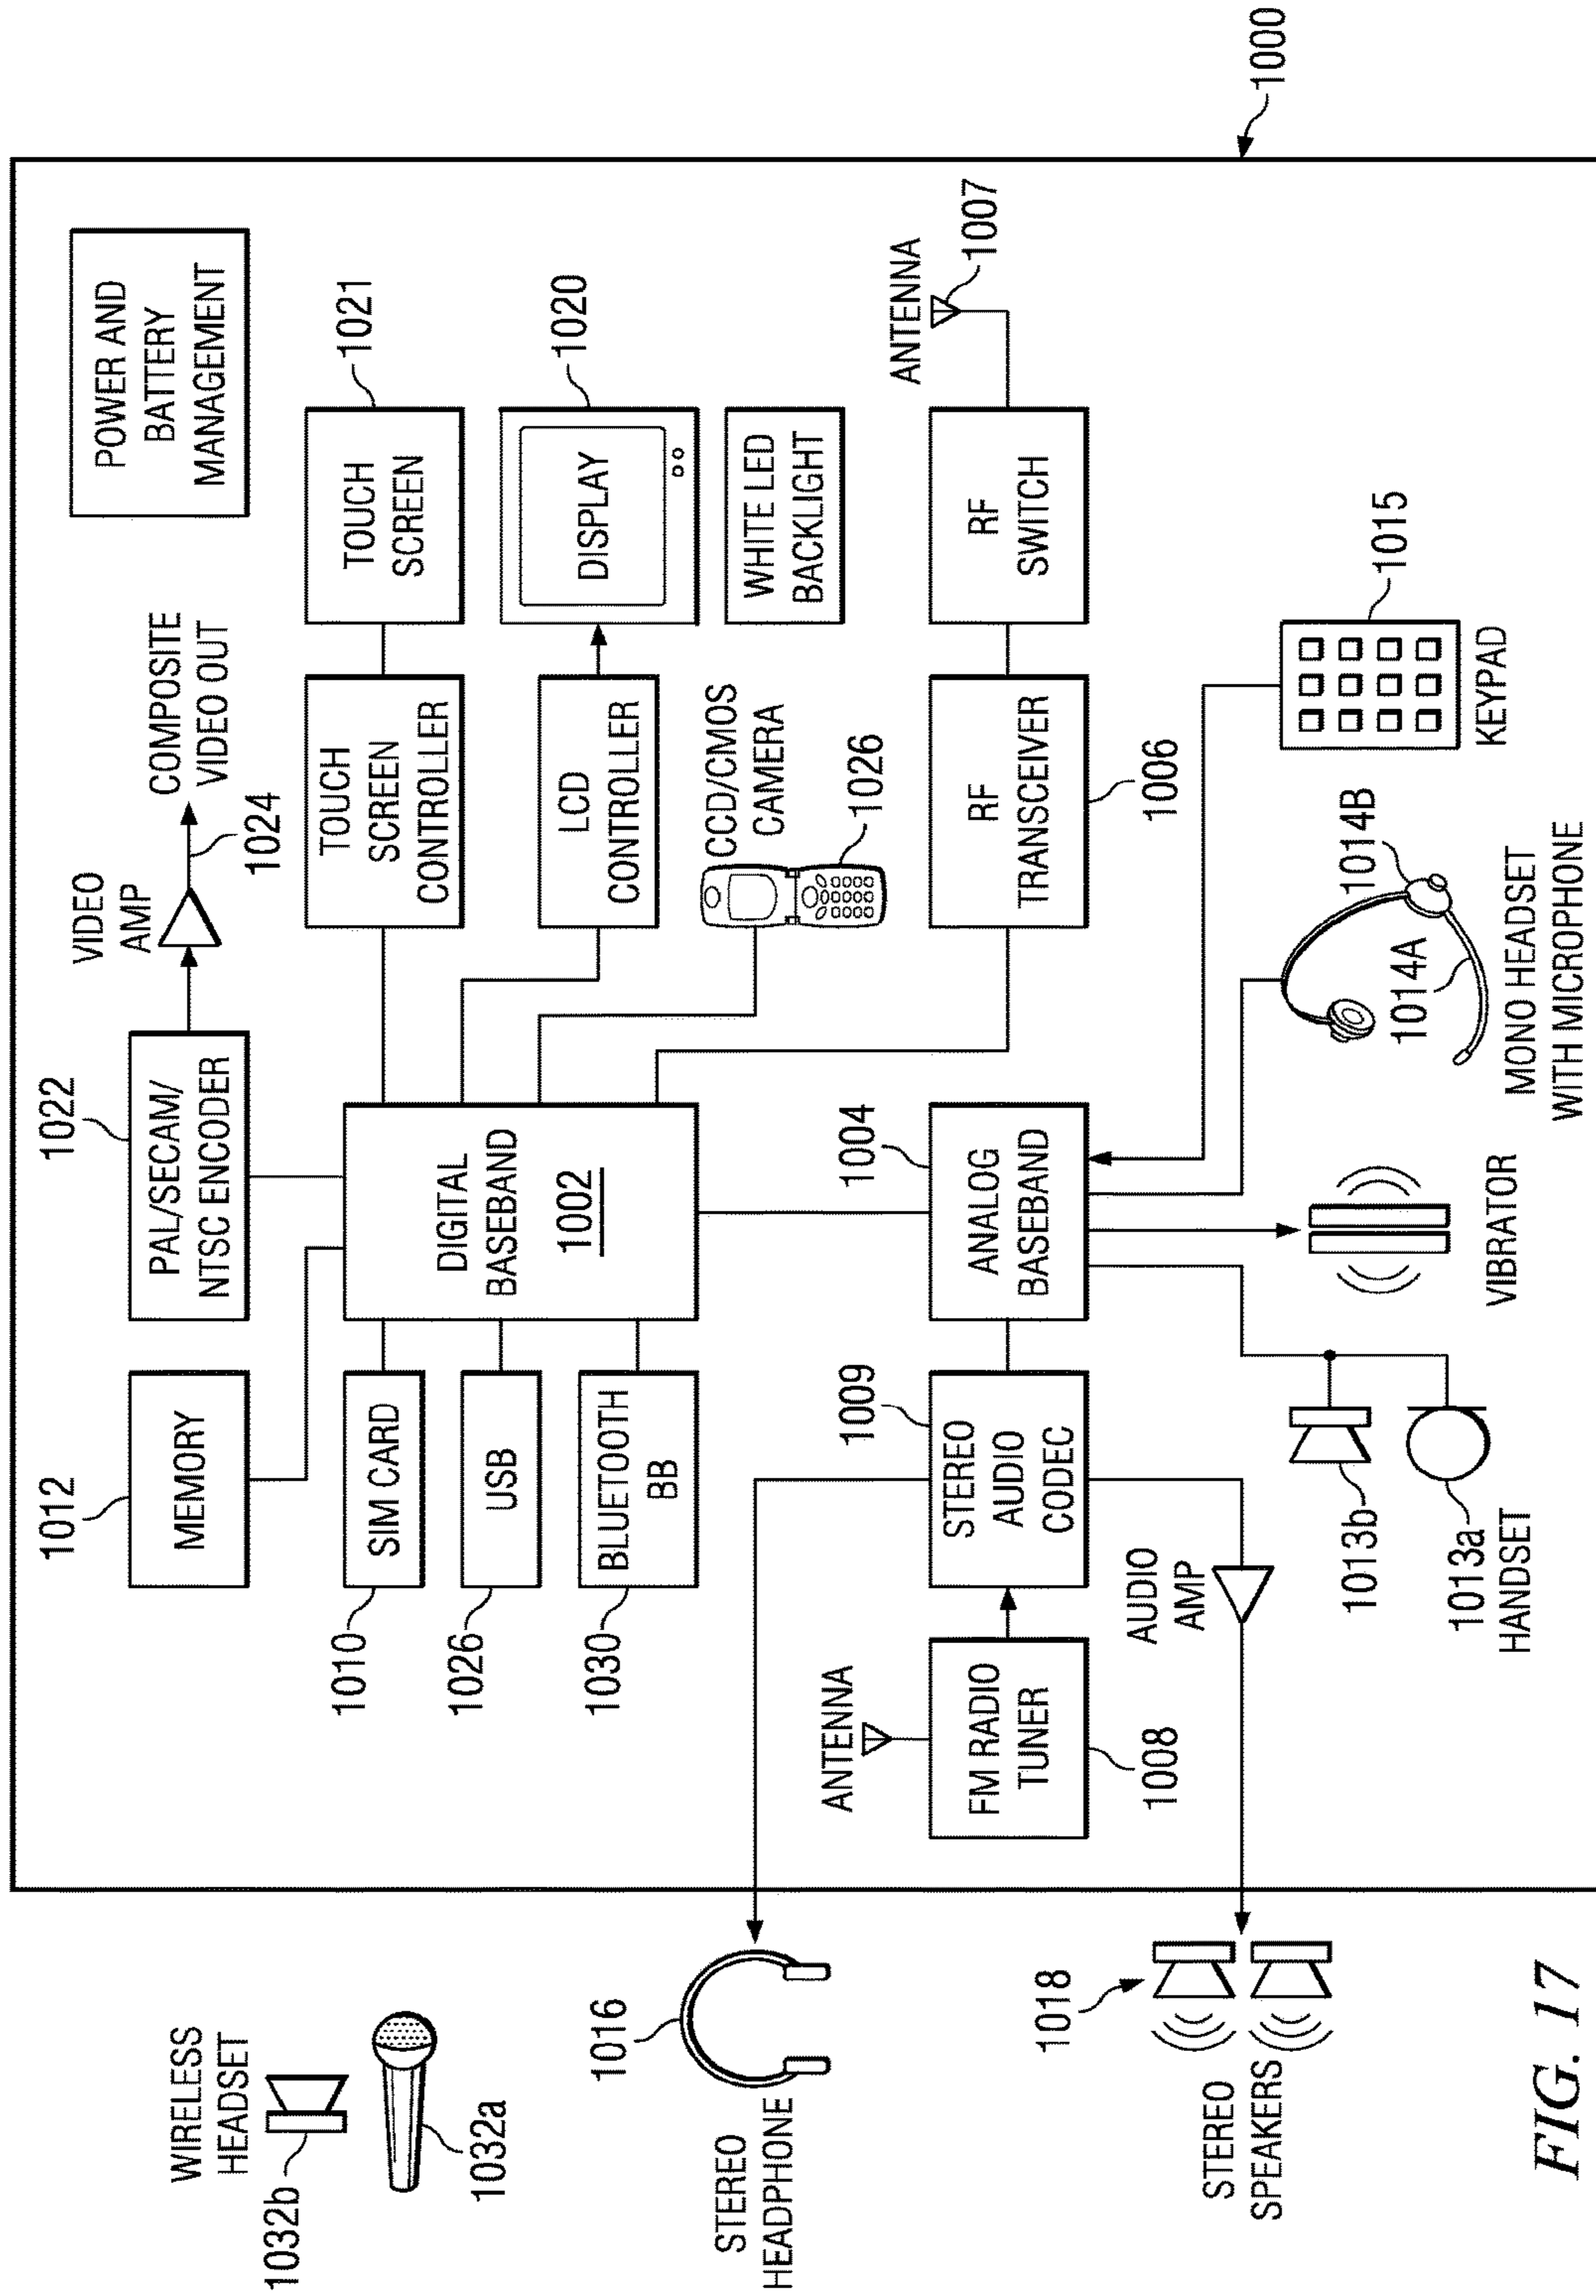 1012
1022
VIDEO
AMP
COMPOSITE
VIDEO OUT
1024
POWER AND
BATTERY
MANAGEMENT
WIRELESS
HEADSET
1032b
1032a
MEMORY
PAL/SECAM/
NTSC ENCODER
1010
SIM CARD
1026
USB
1030
BLUETOOTH
BB
DIGITAL
BASEBAND
1002
TOUCH
SCREEN
CONTROLLER
TOUCH
SCREEN
1021
LCD
CONTROLLER
DISPLAY
1020
WHITE LED
BACKLIGHT
CCD/CMOS
CAMERA
1026
1016
STEREO
HEADPHONE
ANTENNA
FM RADIO
TUNER
1008
1009
STEREO
AUDIO
CODEC
1004
ANALOG
BASEBAND
RF
TRANSCEIVER
1006
RF
SWITCH
ANTENNA
1007
1000
AUDIO
AMP
1018
STEREO
SPEAKERS
1013b
1013a
HANDSET
VIBRATOR
1014A
1014B
MONO HEADSET
WITH MICROPHONE
1015
KEYPAD
FIG. 17